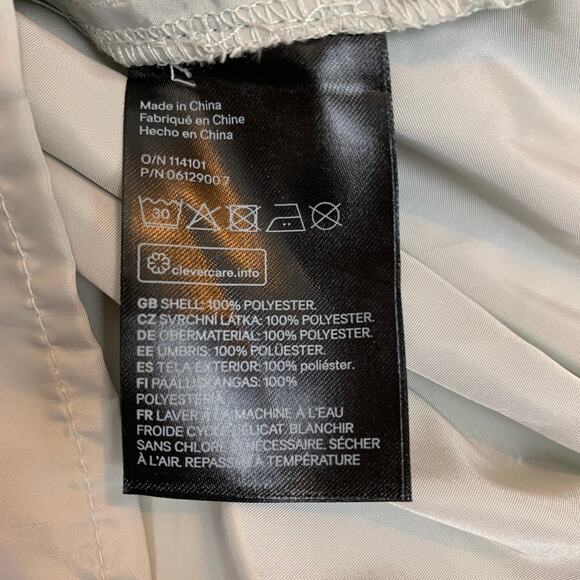 Made in China
Fabriqué en Chine
Hecho en China
O/N 114101
P/N 0612900 7
30
clevercare.info
GB SHELL: 100% POLYESTER.
CZ SVRCHNÍ LÁTKA: 100% POLYESTER.
DE OBERMATERIAL: 100% POLYESTER.
EE ÜMBRIS: 100% POLÜESTER.
ES TELA EXTERIOR: 100% poliéster.
FI PÄÄLLUSKANGAS: 100%
POLYESTERIA
FR LAVER À LA MACHINE À L'EAU
FROIDE CYCLE DÉLICAT. BLANCHIR
SANS CHLORE SI NÉCESSAIRE. SÉCHER
À L'AIR. REPASSER À TEMPÉRATURE